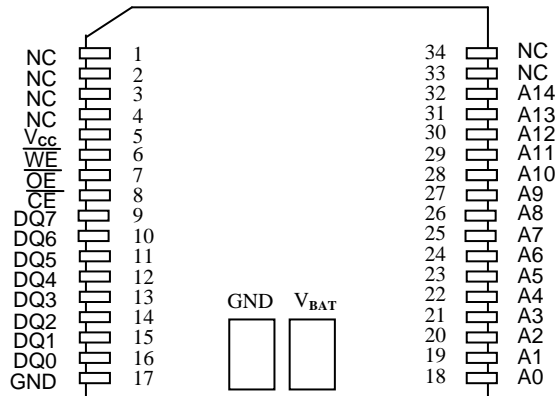 NC 1 34 NC
NC 2 33 NC
NC 3 32 A14
NC 4 31 A13
Vcc 5 30 A12
WE 6 29 A11
OE 7 28 A10
CE 8 27 A9
DQ7 9 26 A8
DQ6 10 25 A7
DQ5 11 24 A6
DQ4 12 23 A5
DQ3 13 22 A4
DQ2 14 21 A3
DQ1 15 20 A2
DQ0 16 19 A1
GND 17 18 A0
GND VBAT